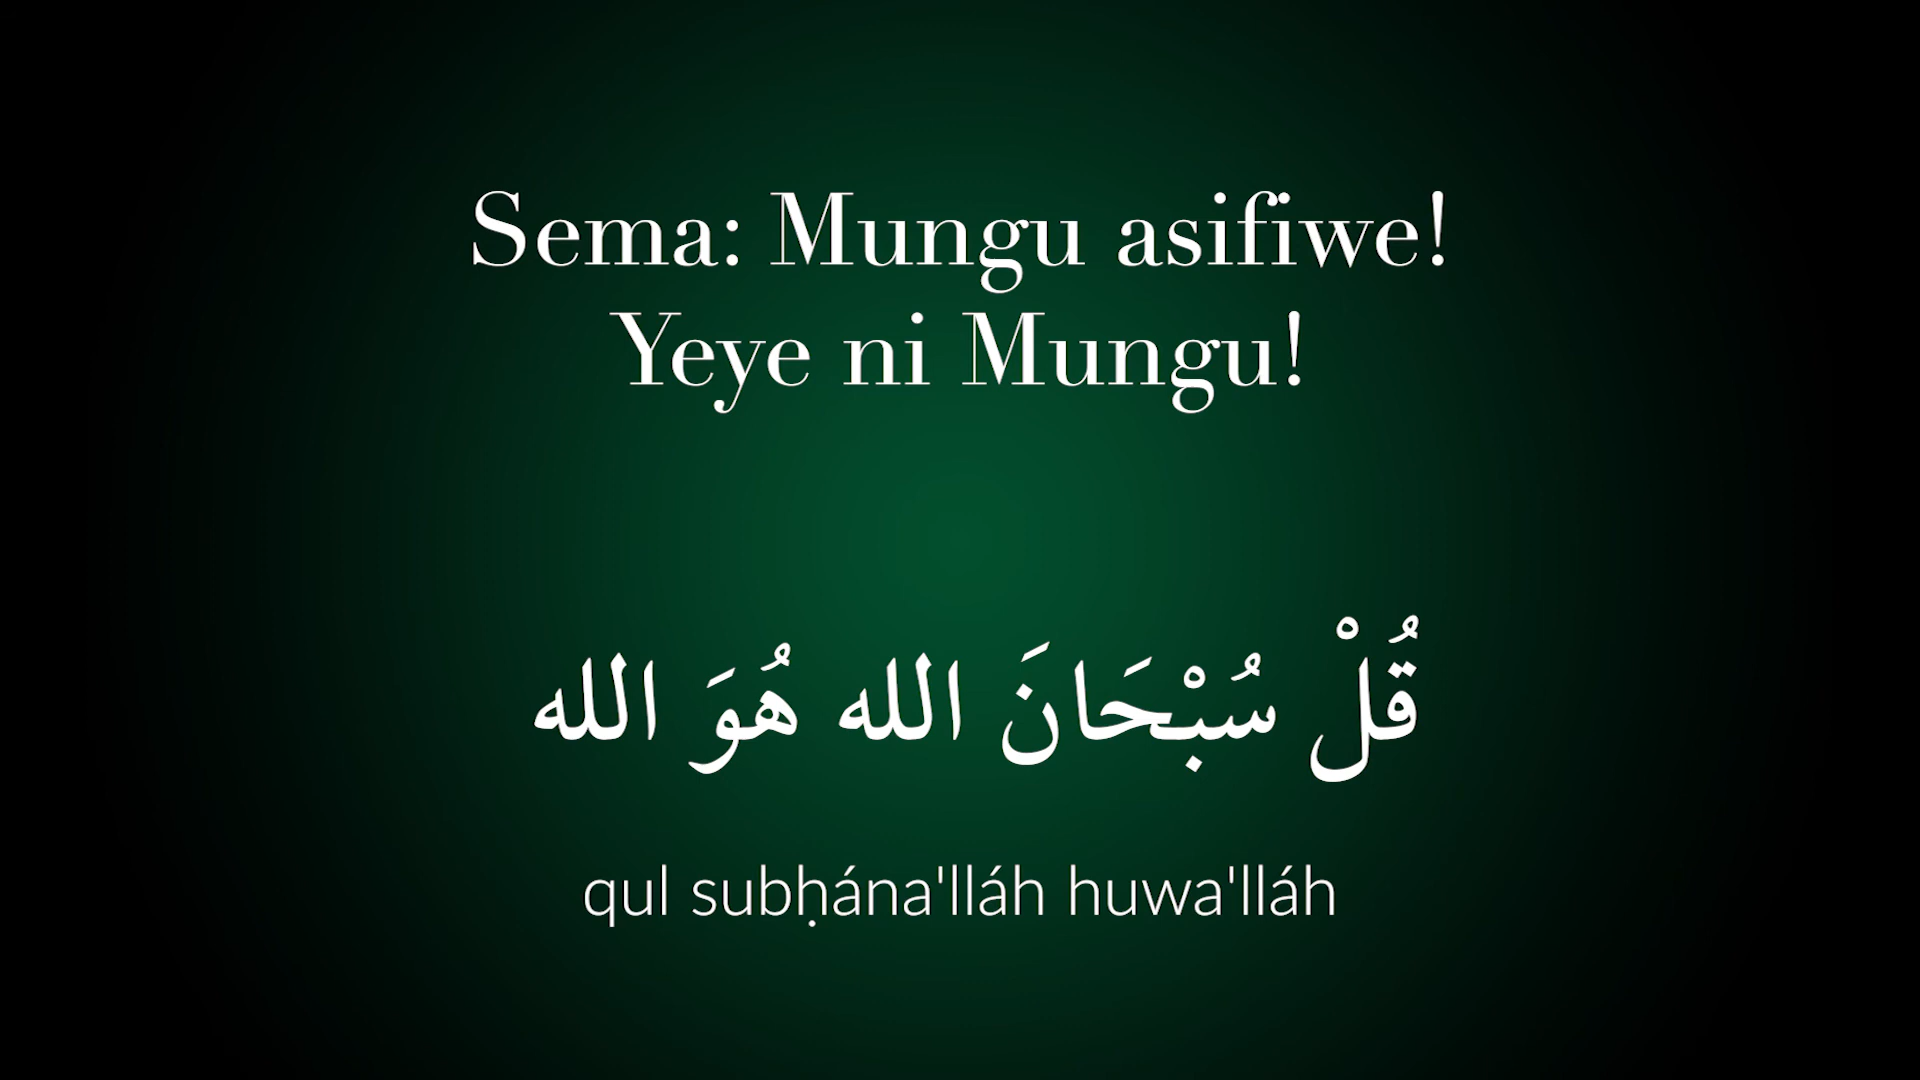 Sema: Mungu asifiwe!
Yeye ni Mungu!
قُلْ سُبْحَانَ الله هُوَ الله
qul subḥána'lláh huwa'lláh